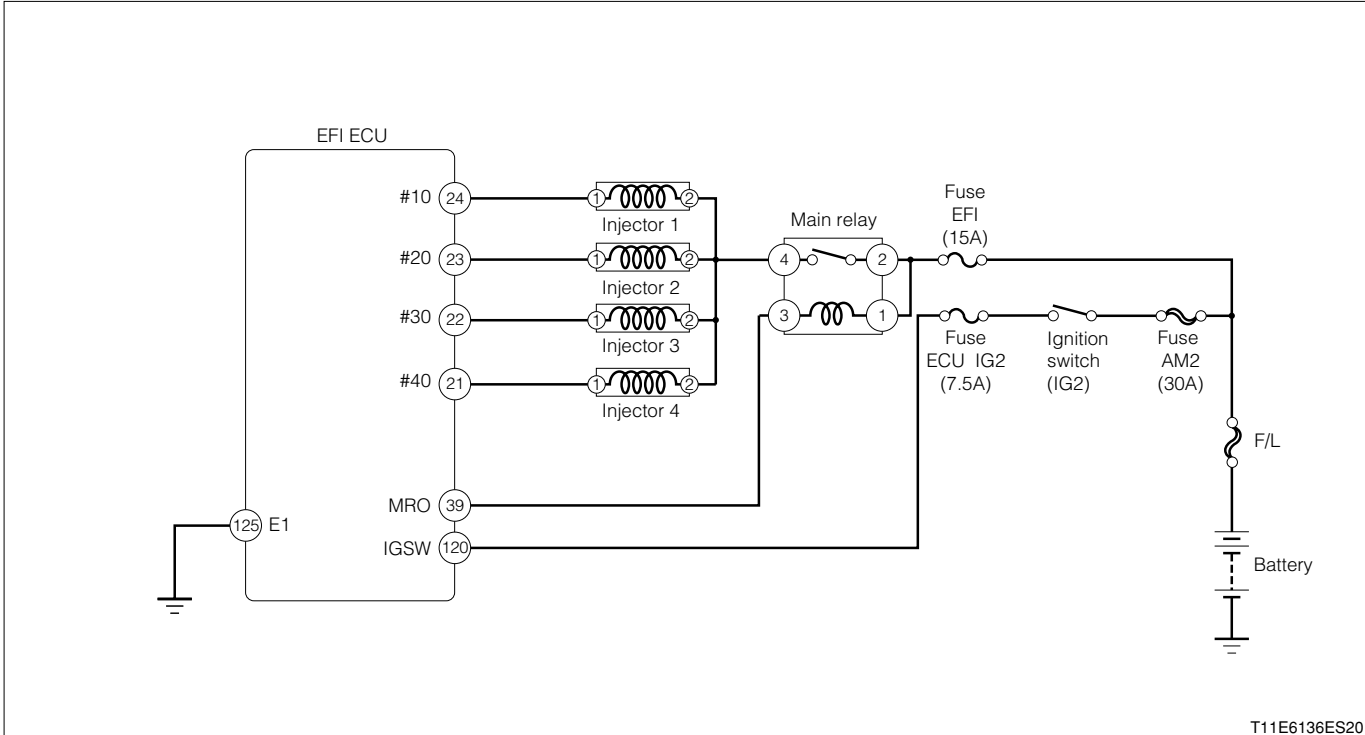 EFI ECU
#10
24
1
2
Injector 1
#20
23
1
2
Injector 2
#30
22
1
2
Injector 3
#40
21
1
2
Injector 4
Main relay
4
2
3
1
Fuse
EFI
(15A)
Fuse
ECU IG2
(7.5A)
Ignition
switch
(IG2)
Fuse
AM2
(30A)
F/L
Battery
MRO
39
125
E1
IGSW
120
T11E6136ES20